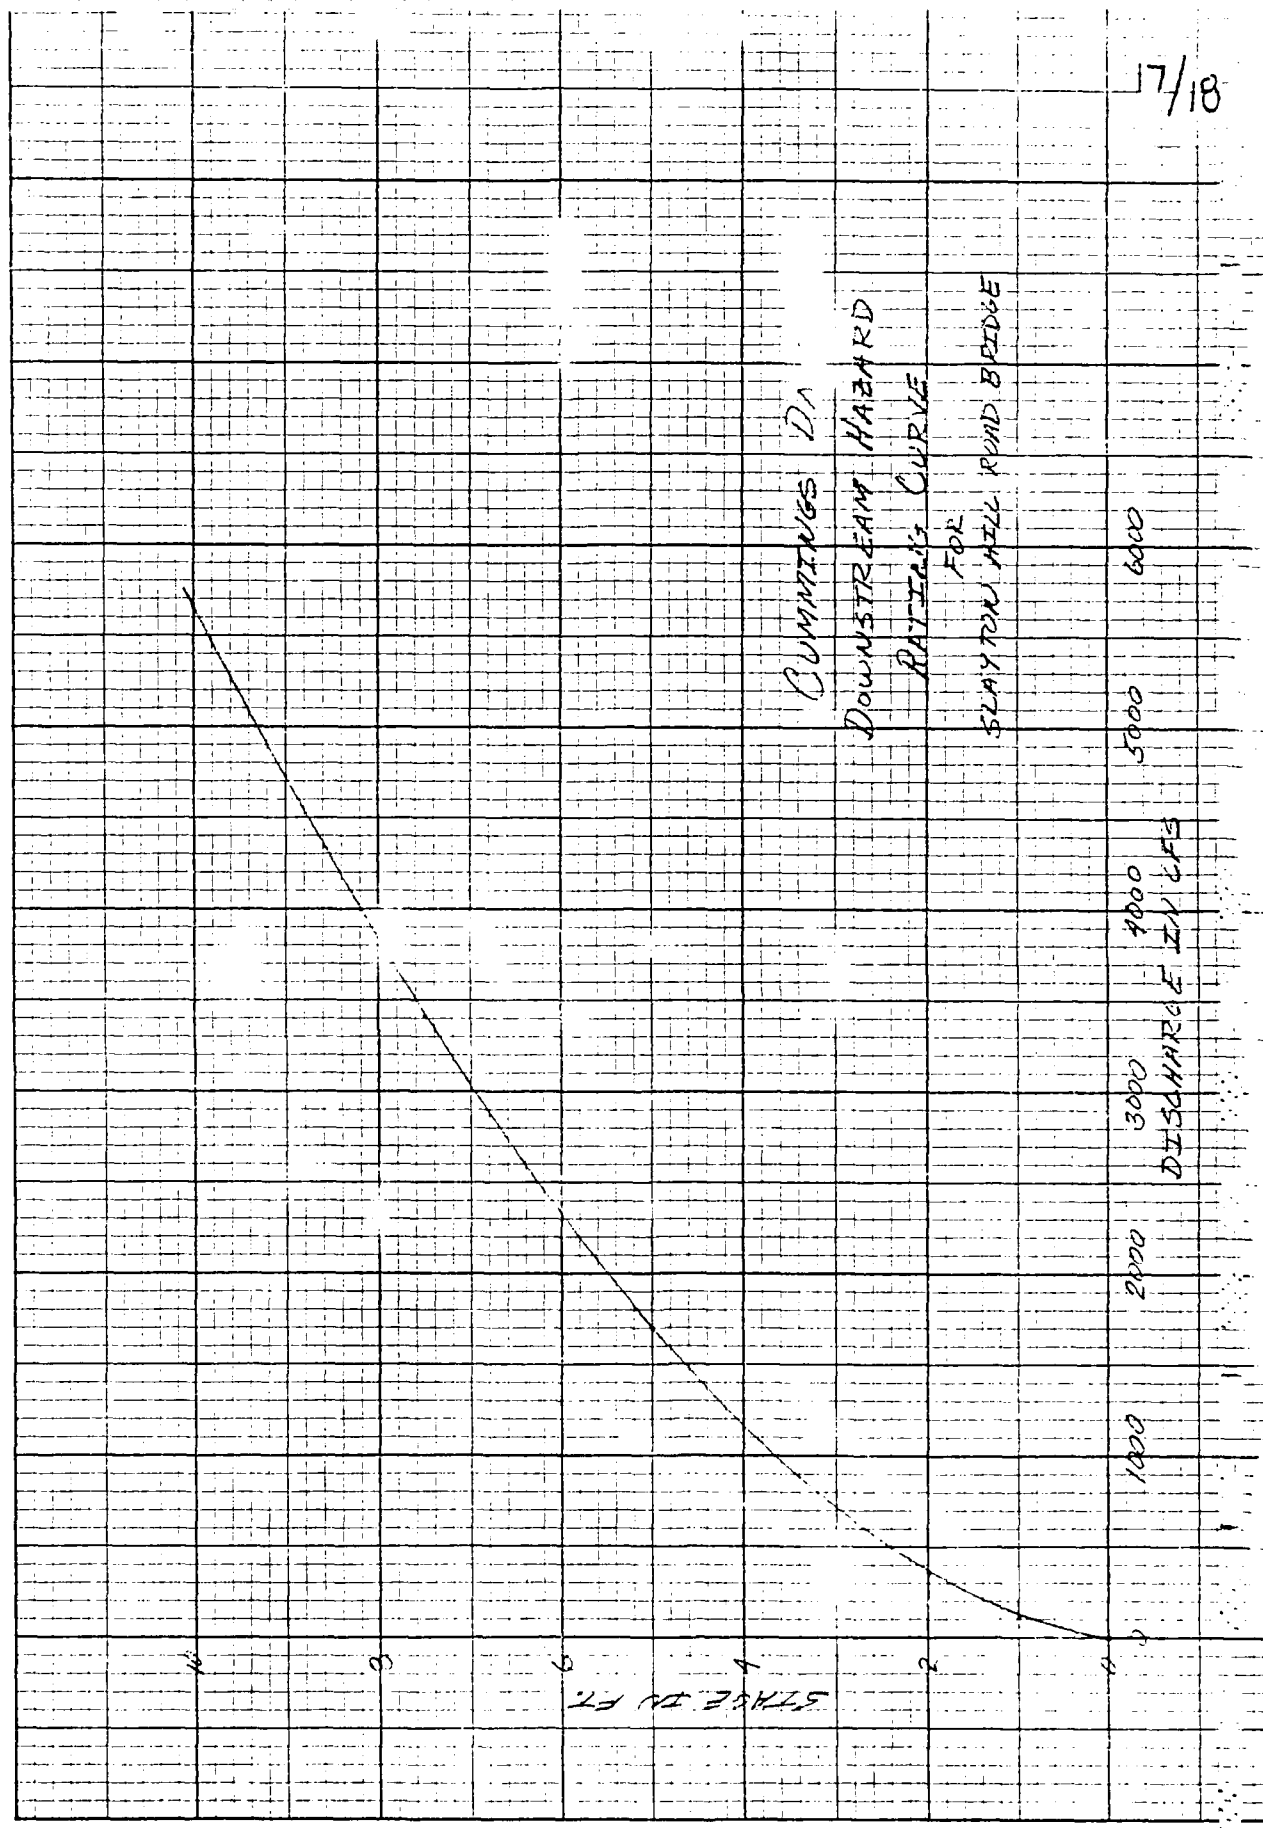 17/18
CUMMINGS
DOWNSTREAM HAZARD
RATING CURVE
FOR
SLAYTON HILL ROAD BRIDGE
STAGE IN FT.
10
8
6
4
2
0
0 1000 2000 3000 4000 5000 6000
DISCHARGE IN CFS